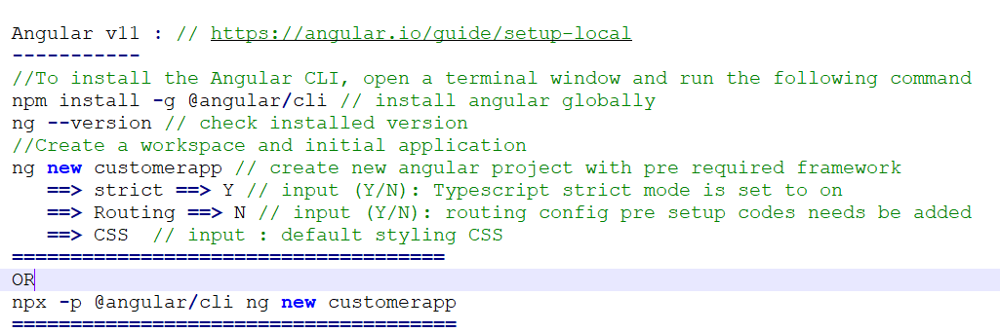 Angular v11 : // https://angular.io/guide/setup-local
-----------
//To install the Angular CLI, open a terminal window and run the following command
npm install -g @angular/cli // install angular globally
ng --version // check installed version
//Create a workspace and initial application
ng new customerapp // create new angular project with pre required framework
   ==> strict ==> Y // input (Y/N): Typescript strict mode is set to on
   ==> Routing ==> N // input (Y/N): routing config pre setup codes needs be added
   ==> CSS  // input : default styling CSS
=====================================
OR
npx -p @angular/cli ng new customerapp
======================================